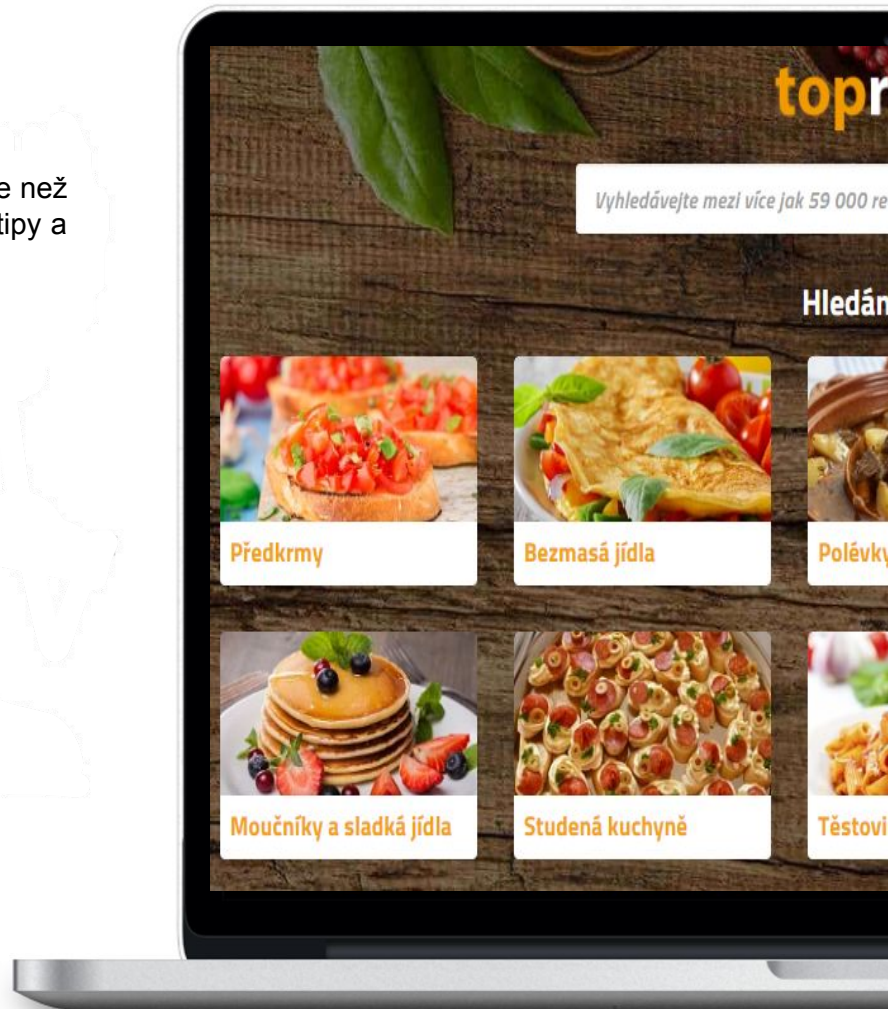 e než
tipy a
topr
Vyhledávejte mezi více jak 59 000 re
Hledán
Předkrmy
Bezmasá jídla
Polévky
Moučníky a sladká jídla
Studená kuchyně
Těstovi